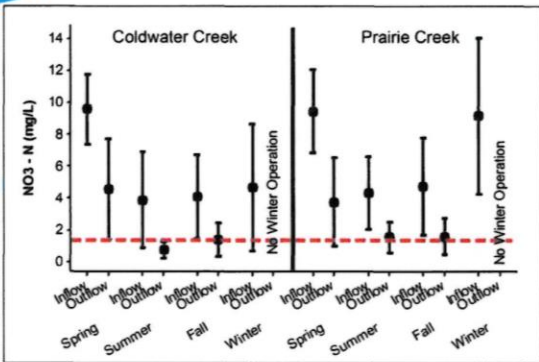 Coldwater Creek
Prairie Creek
NO3 - N (mg/L)
14
12
10
8
6
4
2
0
No Winter Operation
No Winter Operation
Inflow
Outflow
Inflow
Outflow
Inflow
Outflow
Inflow
Outflow
Inflow
Outflow
Inflow
Outflow
Inflow
Outflow
Inflow
Outflow
Spring
Summer
Fall
Winter
Spring
Summer
Fall
Winter